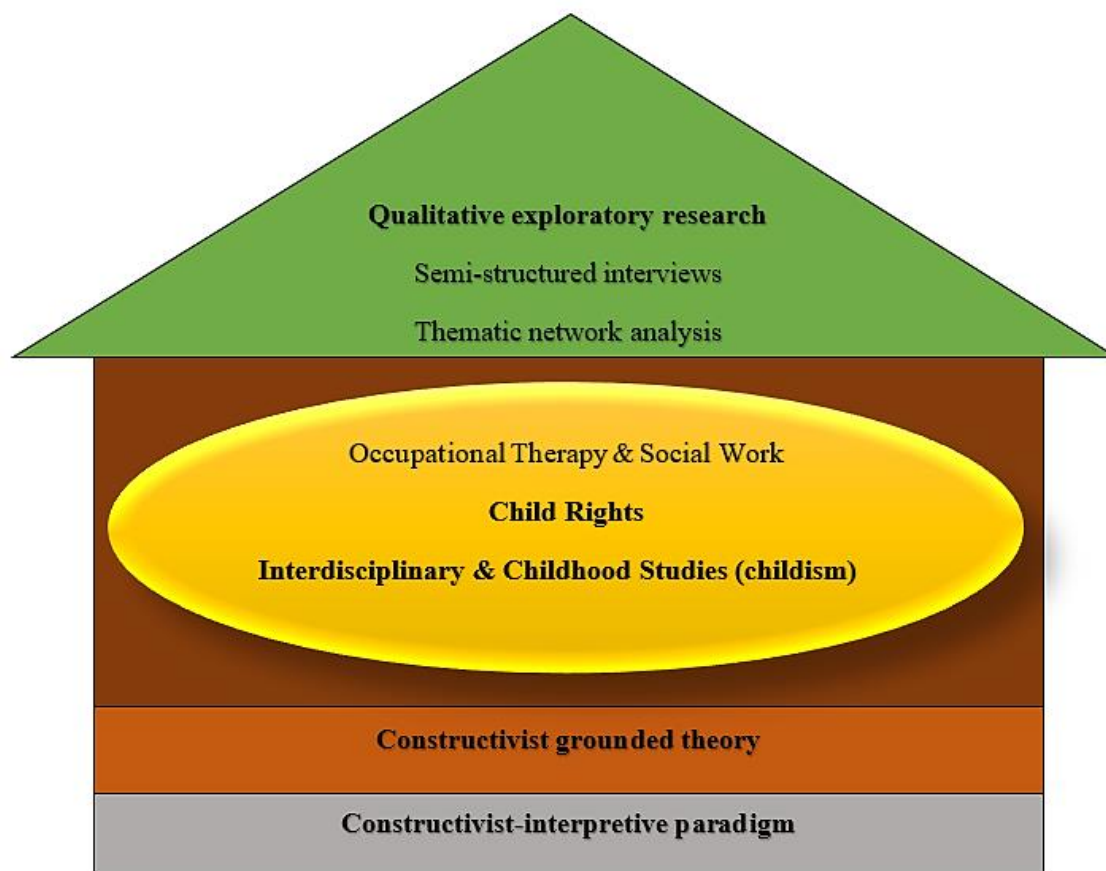 Qualitative exploratory research
Semi-structured interviews
Thematic network analysis
Occupational Therapy & Social Work
Child Rights
Interdisciplinary & Childhood Studies (childism)
Constructivist grounded theory
Constructivist-interpretive paradigm